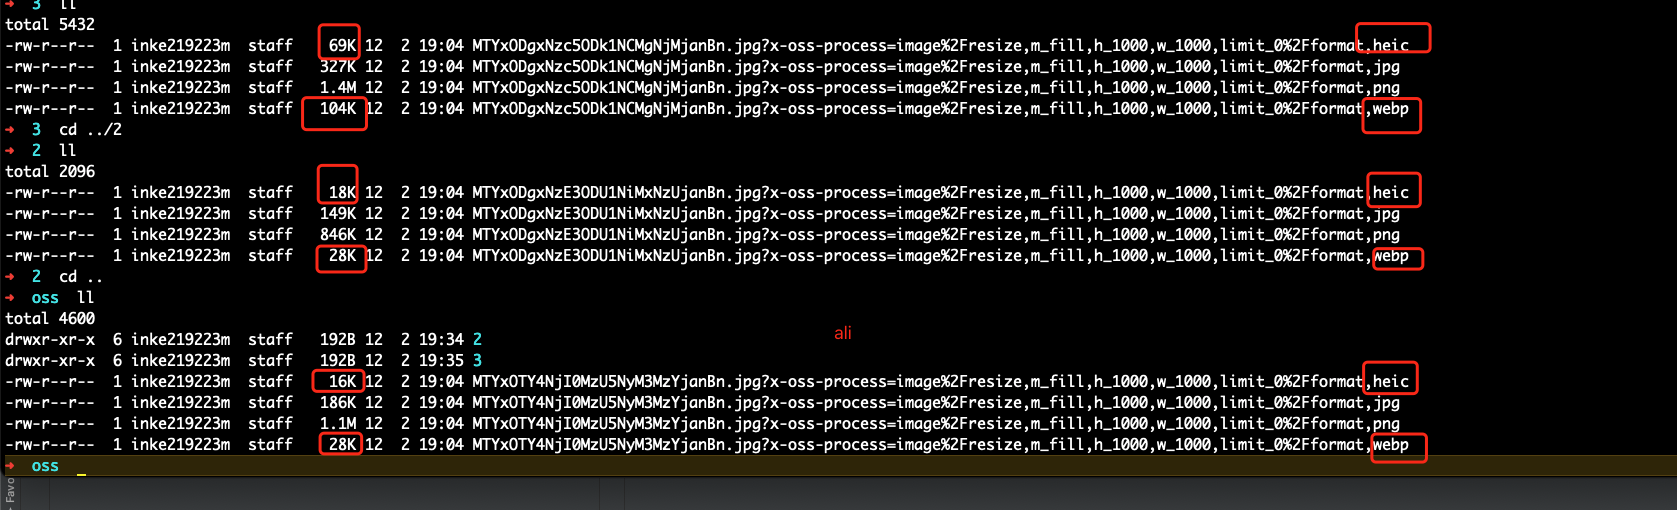 → 3 ll
total 5432
-rw-r--r-- 1 inke219223m staff 69K 12 2 19:04 MTYxODgxNzc5ODk1NCMgNjMjanBn.jpg?x-oss-process=image%2Fresize,m_fill,h_1000,w_1000,limit_0%2Fformat,heic
-rw-r--r-- 1 inke219223m staff 327K 12 2 19:04 MTYxODgxNzc5ODk1NCMgNjMjanBn.jpg?x-oss-process=image%2Fresize,m_fill,h_1000,w_1000,limit_0%2Fformat,jpg
-rw-r--r-- 1 inke219223m staff 1.4M 12 2 19:04 MTYxODgxNzc5ODk1NCMgNjMjanBn.jpg?x-oss-process=image%2Fresize,m_fill,h_1000,w_1000,limit_0%2Fformat,png
-rw-r--r-- 1 inke219223m staff 104K 12 2 19:04 MTYxODgxNzc5ODk1NCMgNjMjanBn.jpg?x-oss-process=image%2Fresize,m_fill,h_1000,w_1000,limit_0%2Fformat,webp
→ 3 cd ../2
→ 2 ll
total 2096
-rw-r--r-- 1 inke219223m staff 18K 12 2 19:04 MTYxODgxNzE3ODU1NiMxNzUjanBn.jpg?x-oss-process=image%2Fresize,m_fill,h_1000,w_1000,limit_0%2Fformat,heic
-rw-r--r-- 1 inke219223m staff 149K 12 2 19:04 MTYxODgxNzE3ODU1NiMxNzUjanBn.jpg?x-oss-process=image%2Fresize,m_fill,h_1000,w_1000,limit_0%2Fformat,jpg
-rw-r--r-- 1 inke219223m staff 846K 12 2 19:04 MTYxODgxNzE3ODU1NiMxNzUjanBn.jpg?x-oss-process=image%2Fresize,m_fill,h_1000,w_1000,limit_0%2Fformat,png
-rw-r--r-- 1 inke219223m staff 28K 12 2 19:04 MTYxODgxNzE3ODU1NiMxNzUjanBn.jpg?x-oss-process=image%2Fresize,m_fill,h_1000,w_1000,limit_0%2Fformat,webp
→ 2 cd ..
→ oss ll
total 4600
drwxr-xr-x 6 inke219223m staff 192B 12 2 19:34 2
ali
drwxr-xr-x 6 inke219223m staff 192B 12 2 19:35 3
-rw-r--r-- 1 inke219223m staff 16K 12 2 19:04 MTYxOTY4NjI0MzU5NyM3MzYjanBn.jpg?x-oss-process=image%2Fresize,m_fill,h_1000,w_1000,limit_0%2Fformat,heic
-rw-r--r-- 1 inke219223m staff 186K 12 2 19:04 MTYxOTY4NjI0MzU5NyM3MzYjanBn.jpg?x-oss-process=image%2Fresize,m_fill,h_1000,w_1000,limit_0%2Fformat,jpg
-rw-r--r-- 1 inke219223m staff 1.1M 12 2 19:04 MTYxOTY4NjI0MzU5NyM3MzYjanBn.jpg?x-oss-process=image%2Fresize,m_fill,h_1000,w_1000,limit_0%2Fformat,png
-rw-r--r-- 1 inke219223m staff 28K 12 2 19:04 MTYxOTY4NjI0MzU5NyM3MzYjanBn.jpg?x-oss-process=image%2Fresize,m_fill,h_1000,w_1000,limit_0%2Fformat,webp
→ oss _
Favo